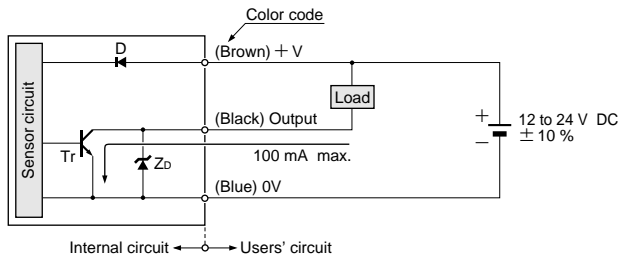 Color code
D
(Brown) +V
Load
Sensor circuit
(Black) Output
+
12 to 24 V DC
± 10 %
−
Tr
ZD
100 mA max.
(Blue) 0V
Internal circuit
Users' circuit